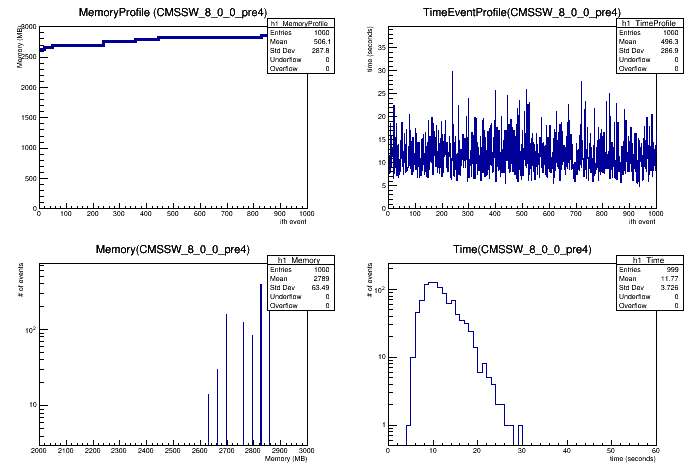 MemoryProfile (CMSSW_8_0_0_pre4)
h1_MemoryProfile
Entries 1000
Mean 506.1
Std Dev 287.8
Underflow 0
Overflow 0
Memory (MB)
3000
2500
2000
1500
1000
500
0
0 100 200 300 400 500 600 700 800 900 1000
ith event
TimeEventProfile(CMSSW_8_0_0_pre4)
h1_TimeProfile
Entries 1000
Mean 496.3
Std Dev 286.9
Underflow 0
Overflow 0
time (seconds)
35
30
25
20
15
10
5
0
0 100 200 300 400 500 600 700 800 900 1000
ith event
Memory(CMSSW_8_0_0_pre4)
h1_Memory
Entries 1000
Mean 2789
Std Dev 63.49
Underflow 0
Overflow 0
# of events
10²
10
2000 2100 2200 2300 2400 2500 2600 2700 2800 2900 3000
Memory (MB)
Time(CMSSW_8_0_0_pre4)
h1_Time
Entries 999
Mean 11.77
Std Dev 3.726
Underflow 0
Overflow 0
# of events
10²
10
1
0 10 20 30 40 50 60
time (seconds)